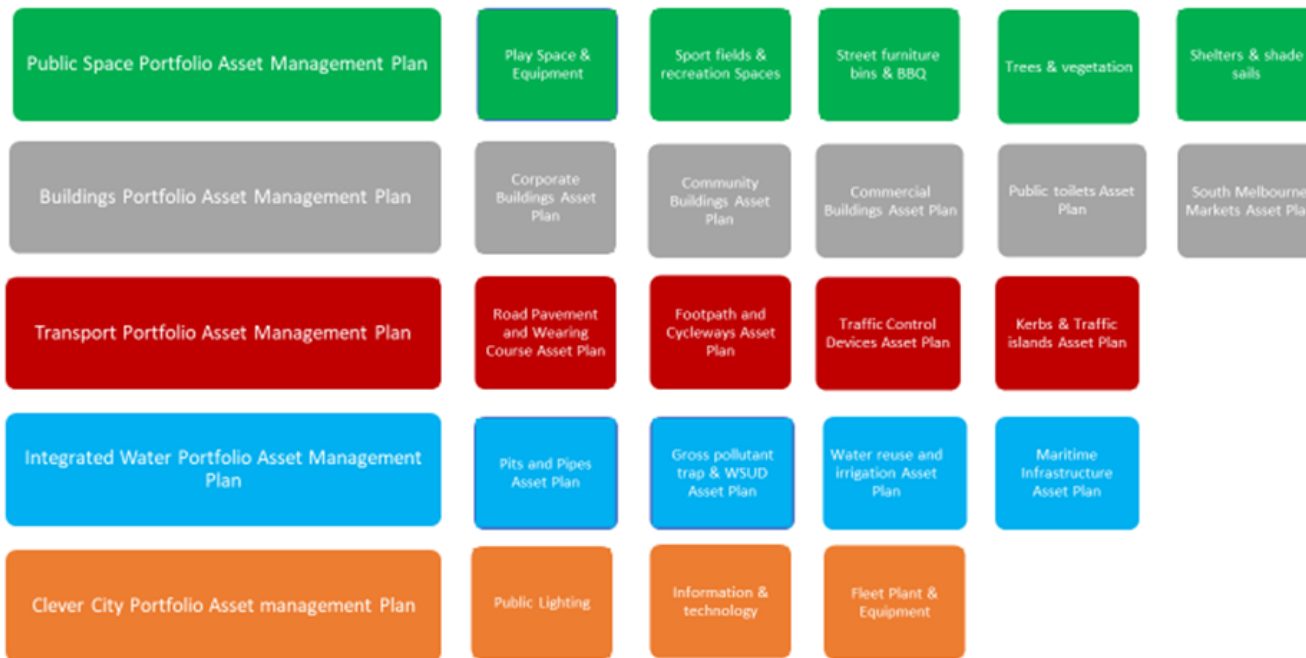 Public Space Portfolio Asset Management Plan
Play Space &
Equipment
Sport fields &
recreation Spaces
Street furniture
bins & BBQ
Trees & vegetation
Shelters & shade
sails
Buildings Portfolio Asset Management Plan
Corporate
Buildings Asset
Plan
Community
Buildings Asset
Plan
Commercial
Buildings Asset Plan
Public toilets Asset
Plan
South Melbourne
Markets Asset Pla
Transport Portfolio Asset Management Plan
Road Pavement
and Wearing
Course Asset Plan
Footpath and
Cycleways Asset
Plan
Traffic Control
Devices Asset Plan
Kerbs & Traffic
islands Asset Plan
Integrated Water Portfolio Asset Management
Plan
Pits and Pipes
Asset Plan
Gross pollutant
trap & WSUD
Asset Plan
Water reuse and
irrigation Asset
Plan
Maritime
Infrastructure
Asset Plan
Clever City Portfolio Asset management Plan
Public Lighting
Information &
technology
Fleet Plant &
Equipment